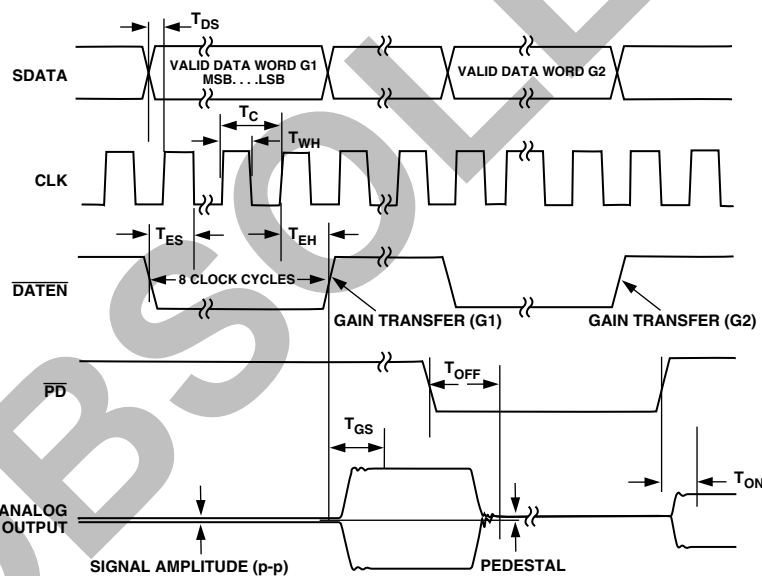 T_DS
SDATA
VALID DATA WORD G1
MSB. . . .LSB
VALID DATA WORD G2
T_C
T_WH
CLK
T_ES
T_EH
8 CLOCK CYCLES
DATEN
GAIN TRANSFER (G1)
GAIN TRANSFER (G2)
PD
T_OFF
T_GS
T_ON
ANALOG
OUTPUT
SIGNAL AMPLITUDE (p-p)
PEDESTAL
OBSOLE